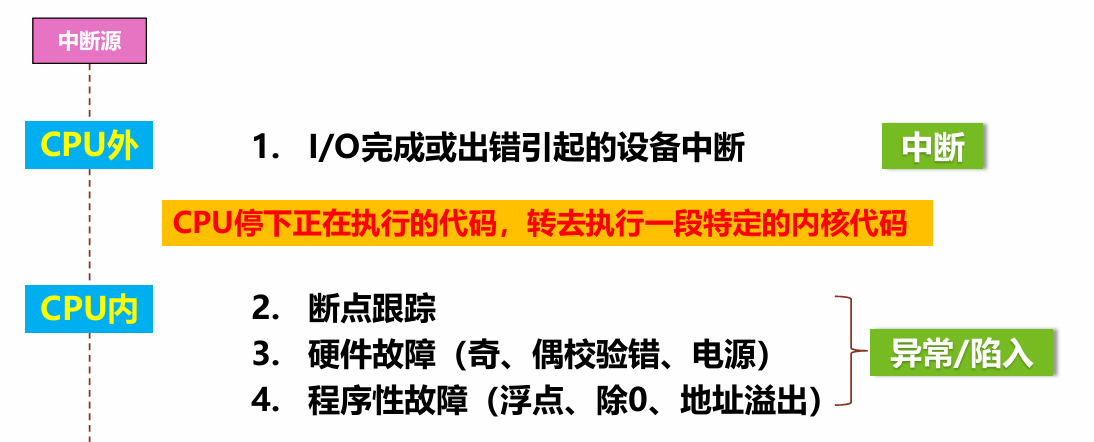 中断源
CPU外
1. I/O完成或出错引起的设备中断
中断
CPU停下正在执行的代码，转去执行一段特定的内核代码
CPU内
2. 断点跟踪
3. 硬件故障（奇、偶校验错、电源）
异常/陷入
4. 程序性故障（浮点、除0、地址溢出）